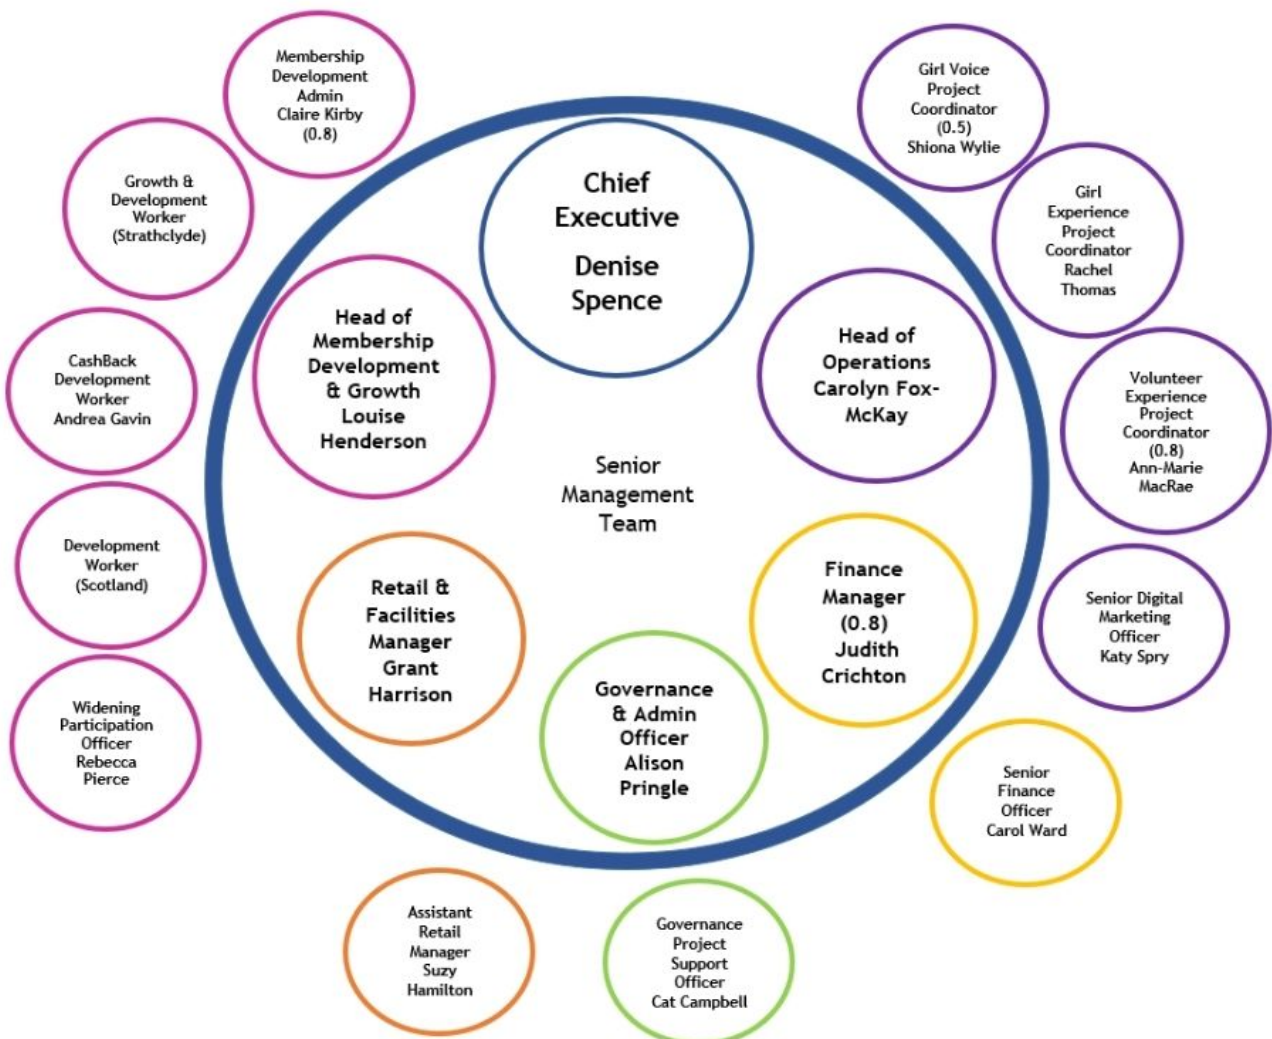 Membership
Development
Admin
Claire Kirby
(0.8)
Growth &
Development
Worker
(Strathclyde)
CashBack
Development
Worker
Andrea Gavin
Development
Worker
(Scotland)
Widening
Participation
Officer
Rebecca
Pierce
Chief
Executive
Denise
Spence
Head of
Membership
Development
& Growth
Louise
Henderson
Head of
Operations
Carolyn Fox-
McKay
Senior
Management
Team
Retail &
Facilities
Manager
Grant
Harrison
Governance
& Admin
Officer
Alison
Pringle
Finance
Manager
(0.8)
Judith
Crichton
Girl Voice
Project
Coordinator
(0.5)
Shiona Wylie
Girl
Experience
Project
Coordinator
Rachel
Thomas
Volunteer
Experience
Project
Coordinator
(0.8)
Ann-Marie
MacRae
Senior Digital
Marketing
Officer
Katy Spry
Senior
Finance
Officer
Carol Ward
Assistant
Retail
Manager
Suzy
Hamilton
Governance
Project
Support
Officer
Cat Campbell